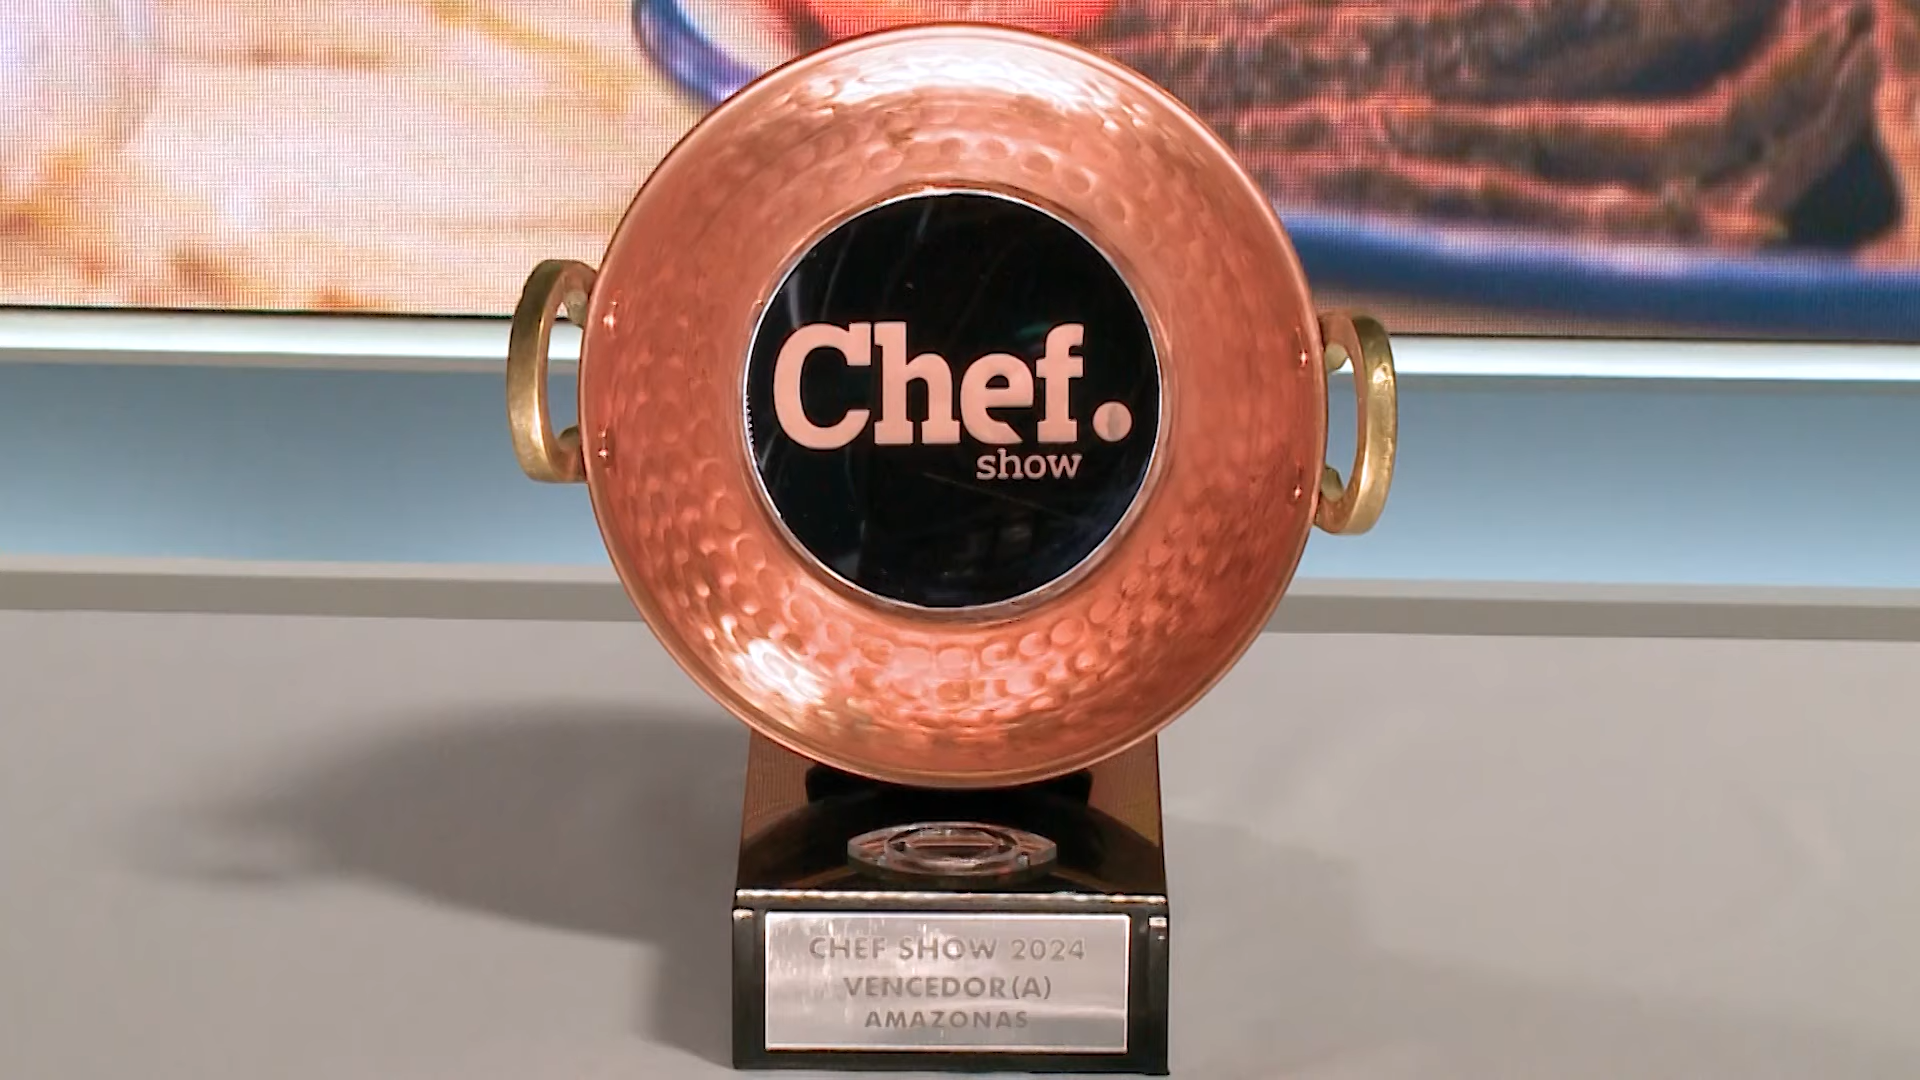 Chef.
show
CHEF SHOW 2024
VENCEDOR(A)
AMAZONAS